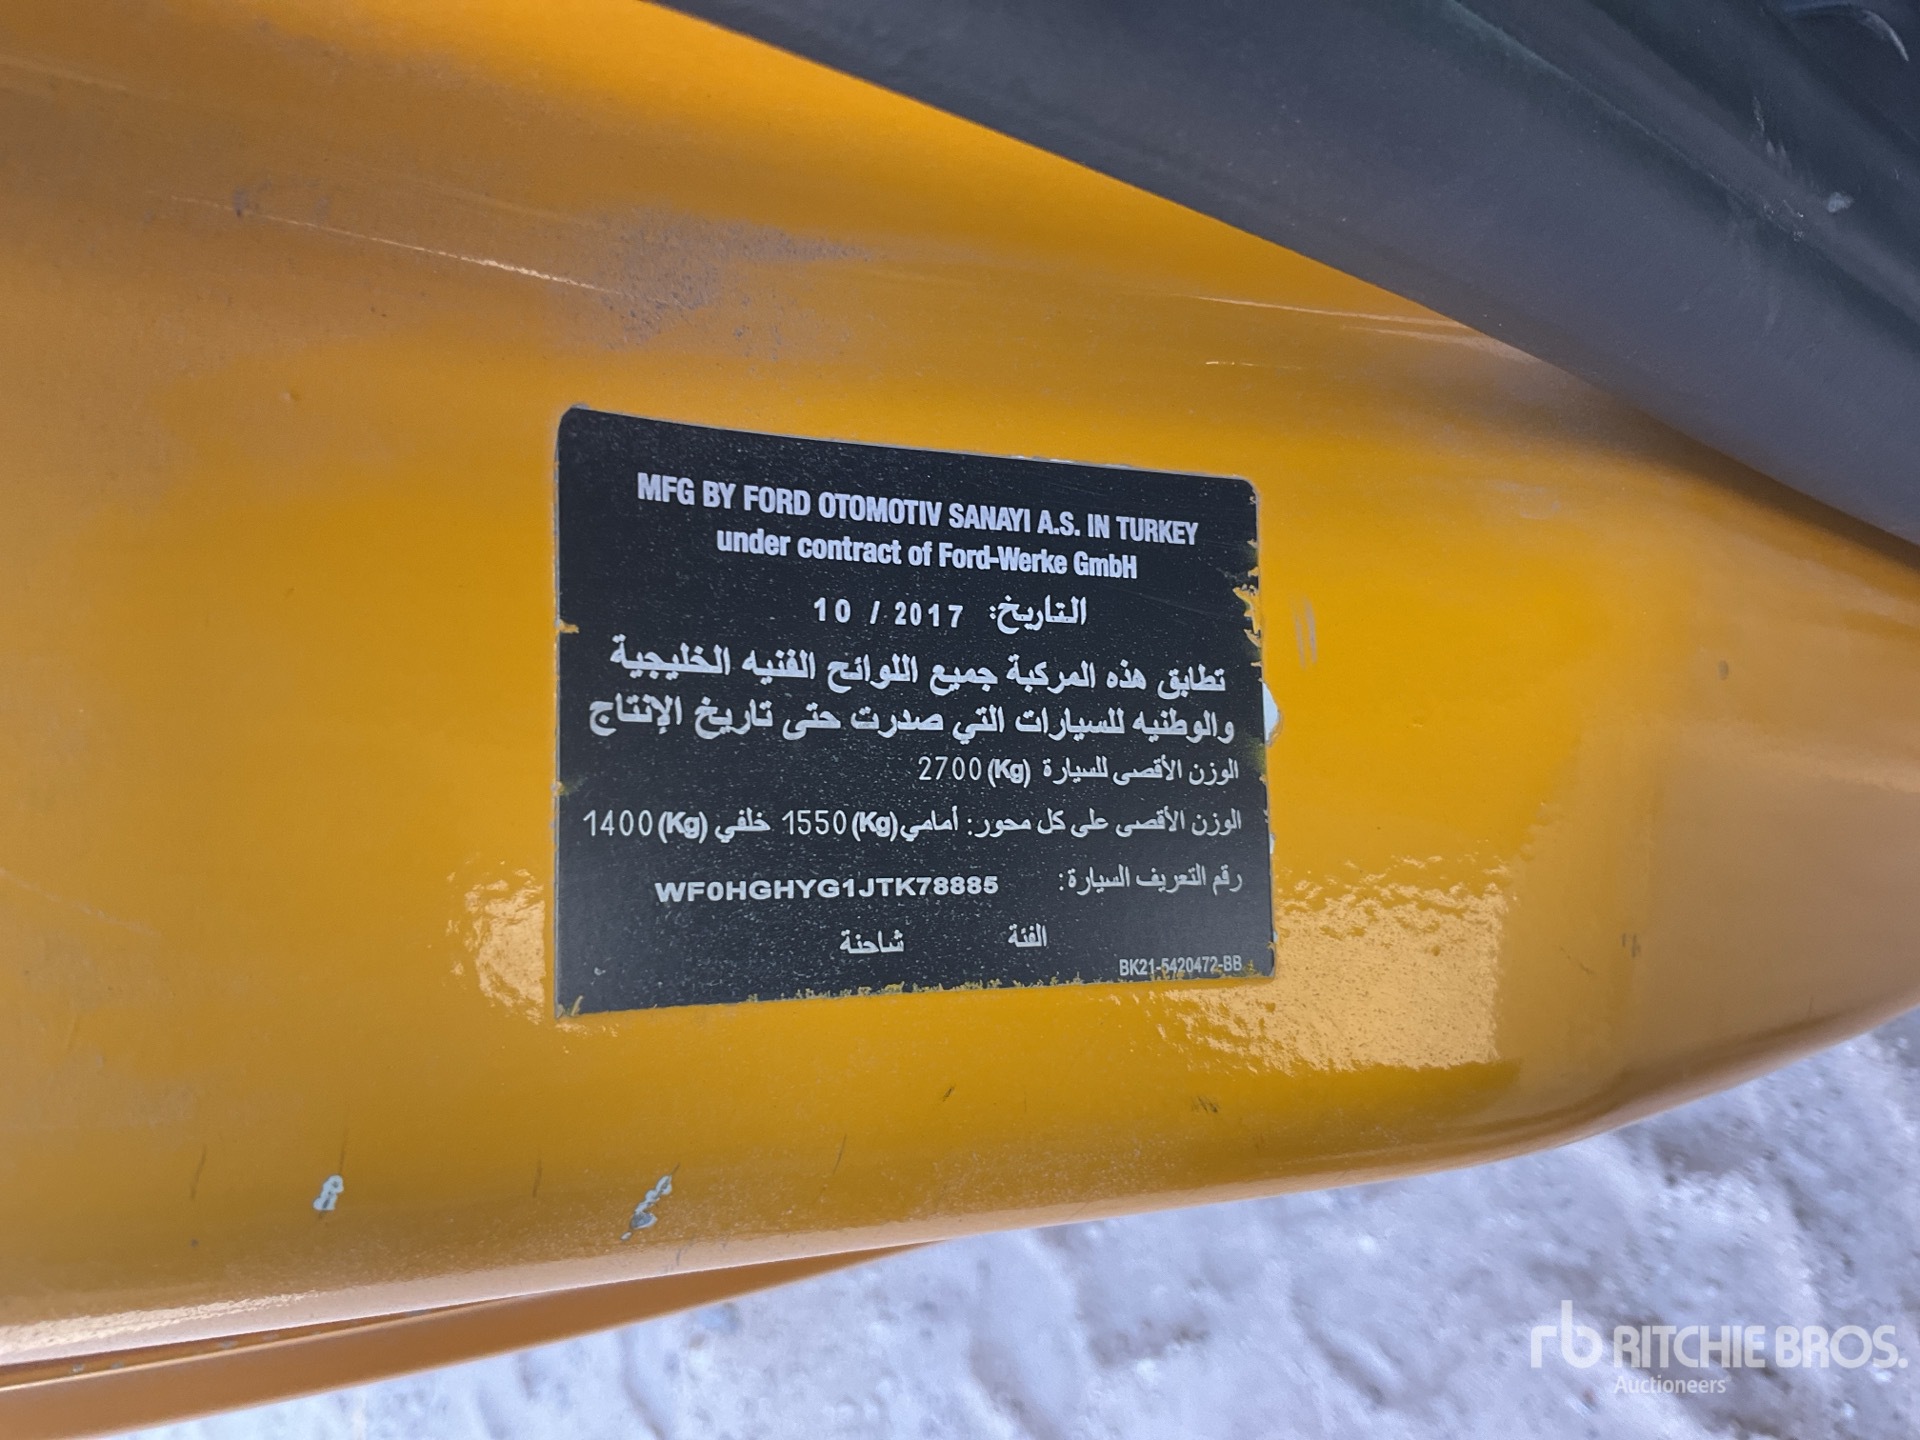 MFG BY FORD OTOMOTIV SANAYI A.S. IN TURKEY
under contract of Ford-Werke GmbH
التاريخ: 10 / 2017
تطابق هذه المركبة جميع اللوائح الفنيه الخليجية
والوطنيه للسيارات التي صدرت حتى تاريخ الإنتاج
الوزن الأقصى للسيارة 2700(Kg)
الوزن الأقصى على كل محور: أمامي 1550(Kg) خلفي 1400(Kg)
رقم التعريف السيارة: WF0HGHYG1JTK78885
الفئة شاحنة
BK21-5420472-BB
rb RITCHIE BROS.
Auctioneers